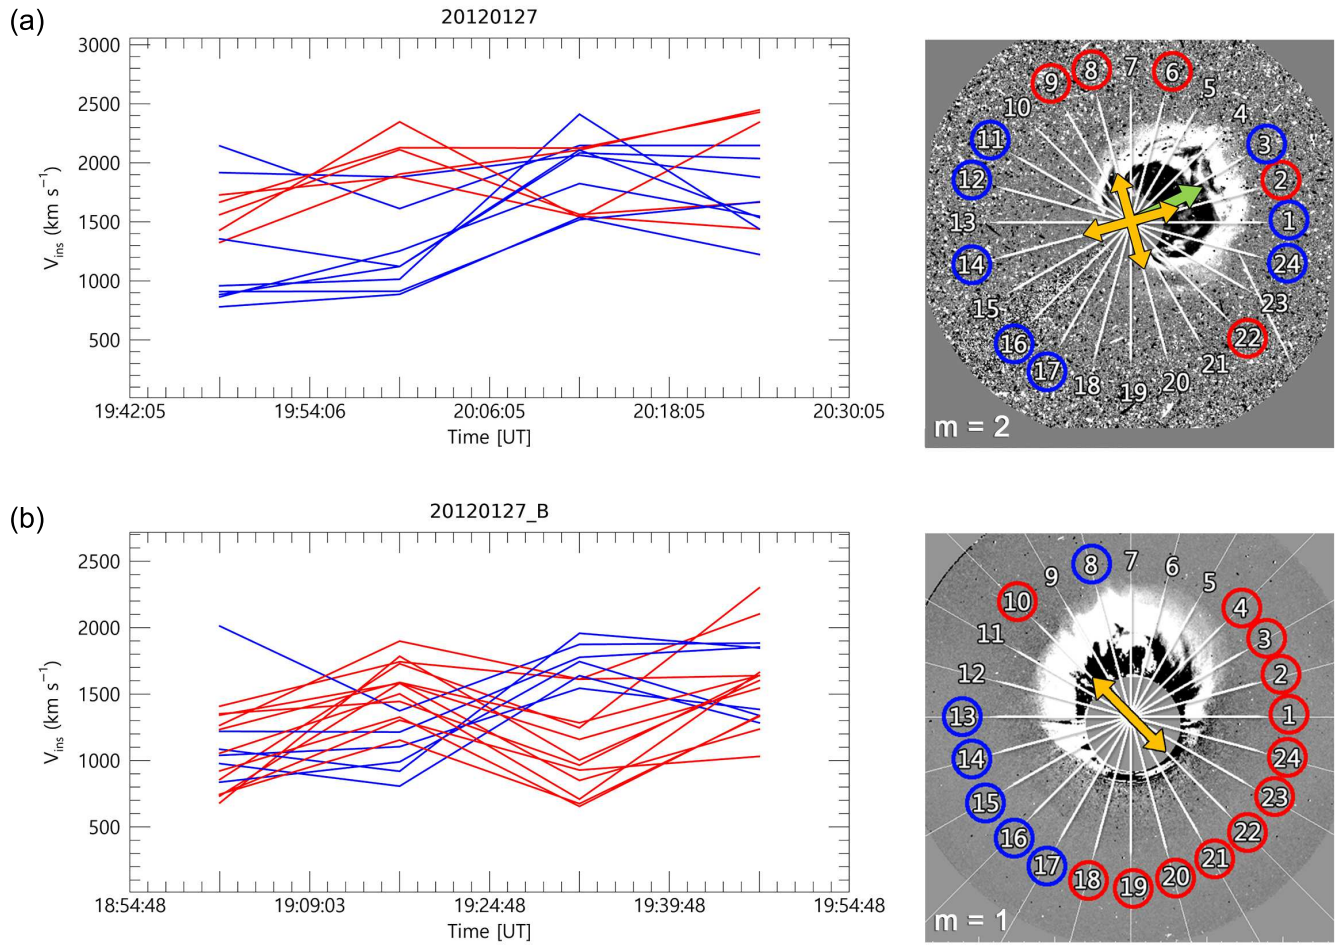 (a)
20120127
3000
2500
2000
1500
1000
500
V_ins (km s⁻¹)
19:42:05 19:54:06 20:06:05 20:18:05 20:30:05
Time [UT]
9 8 7 6
10 5
11 4
12 3
13 2
14 1
15 24
16 23
17 22
18 19 20 21
m = 2
(b)
20120127_B
2500
2000
1500
1000
500
V_ins (km s⁻¹)
18:54:48 19:09:03 19:24:48 19:39:48 19:54:48
Time [UT]
9 8 7 6
10 5
11 4
12 3
13 2
14 1
15 24
16 23
17 22
18 19 20 21
m = 1